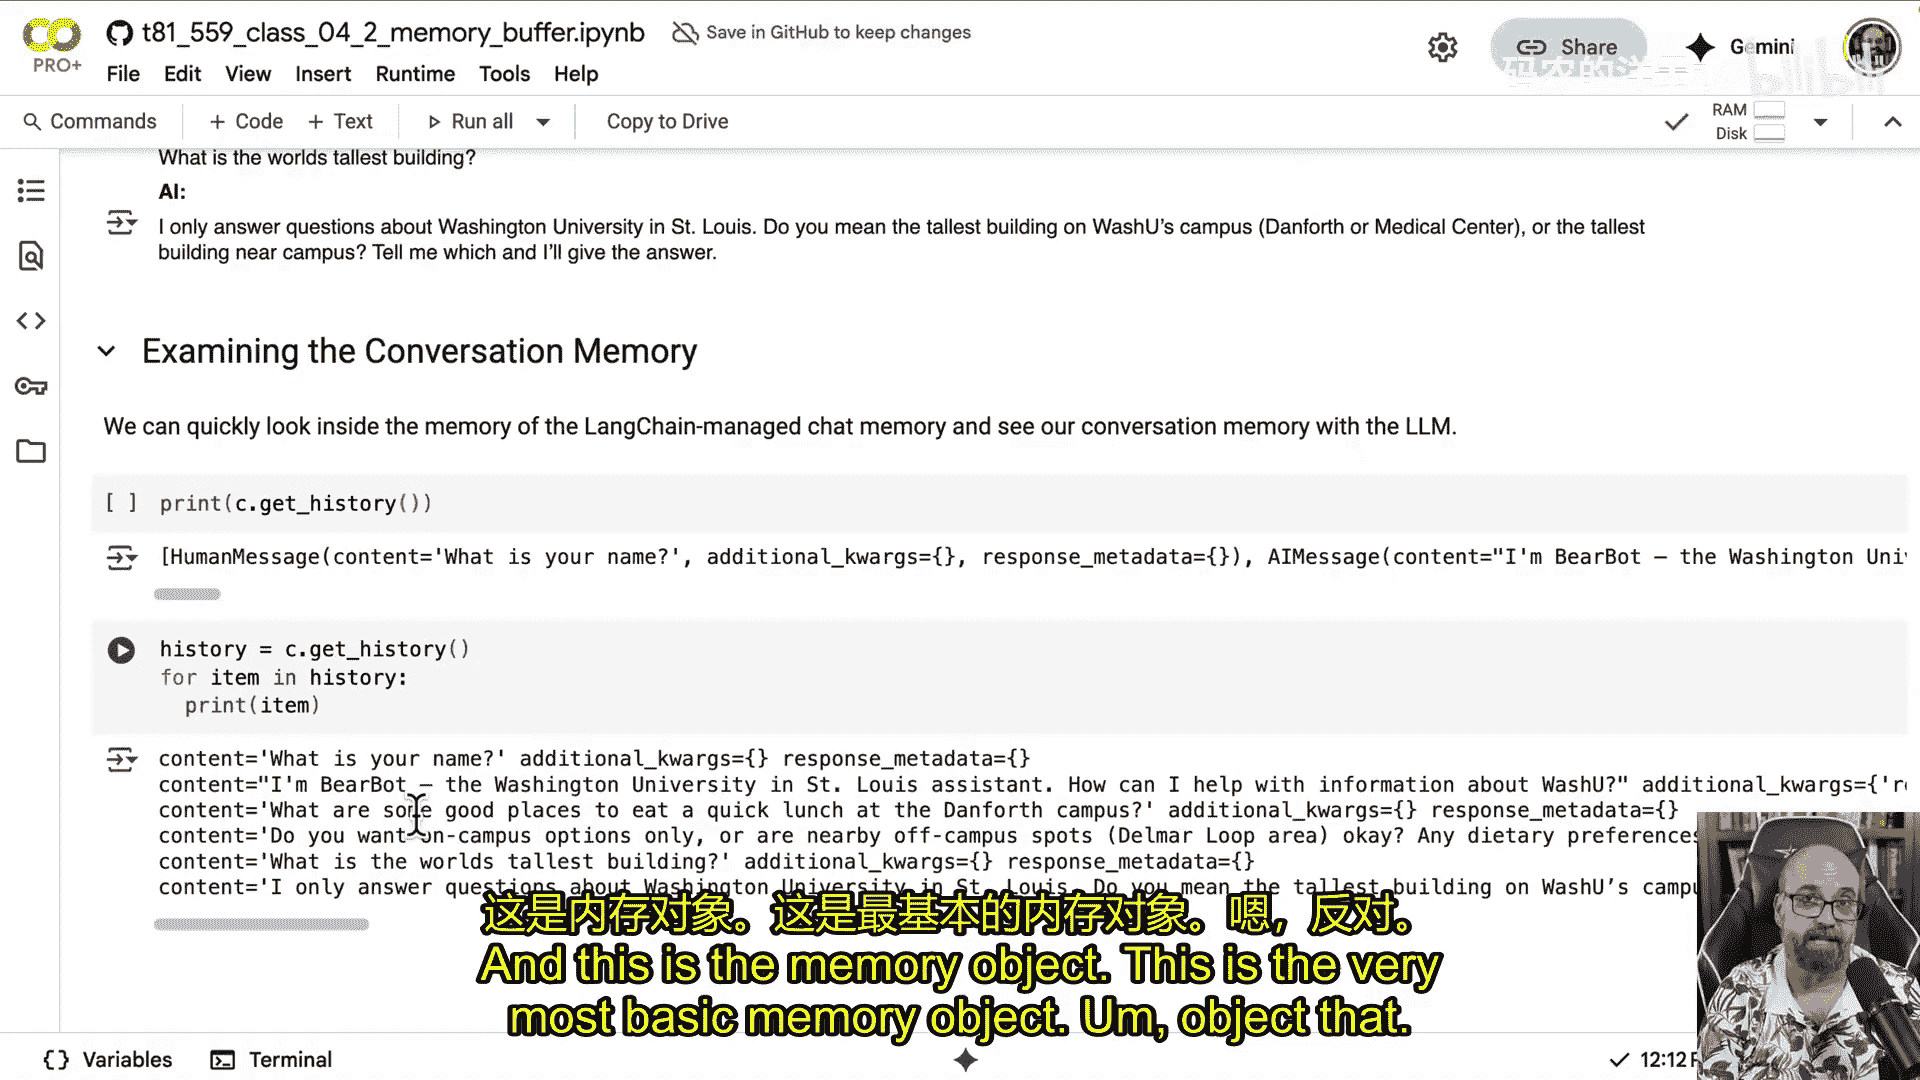 t81_559_class_04_2_memory_buffer.ipynb
Save in GitHub to keep changes
PRO+
File Edit View Insert Runtime Tools Help
Share
Gemini
码农的
bilibili
Commands
+ Code + Text
Run all
Copy to Drive
RAM
Disk
What is the worlds tallest building?
AI:
I only answer questions about Washington University in St. Louis. Do you mean the tallest building on WashU’s campus (Danforth or Medical Center), or the tallest
building near campus? Tell me which and I’ll give the answer.
Examining the Conversation Memory
We can quickly look inside the memory of the LangChain-managed chat memory and see our conversation memory with the LLM.
[ ] print(c.get_history())
[HumanMessage(content='What is your name?', additional_kwargs={}, response_metadata={}), AIMessage(content="I'm BearBot — the Washington Uni
history = c.get_history()
for item in history:
  print(item)
content='What is your name?' additional_kwargs={} response_metadata={}
content="I'm BearBot — the Washington University in St. Louis assistant. How can I help with information about WashU?" additional_kwargs={'r
content='What are some good places to eat a quick lunch at the Danforth campus?' additional_kwargs={} response_metadata={}
content='Do you want on-campus options only, or are nearby off-campus spots (Delmar Loop area) okay? Any dietary preferences
content='What is the worlds tallest building?' additional_kwargs={} response_metadata={}
content='I only answer questions about Washington University in St. Louis. Do you mean the tallest building on WashU’s campu
这是内存对象。这是最基本的内存对象。嗯，反对。
And this is the memory object. This is the very
most basic memory object. Um, object that.
{} Variables
Terminal
12:12